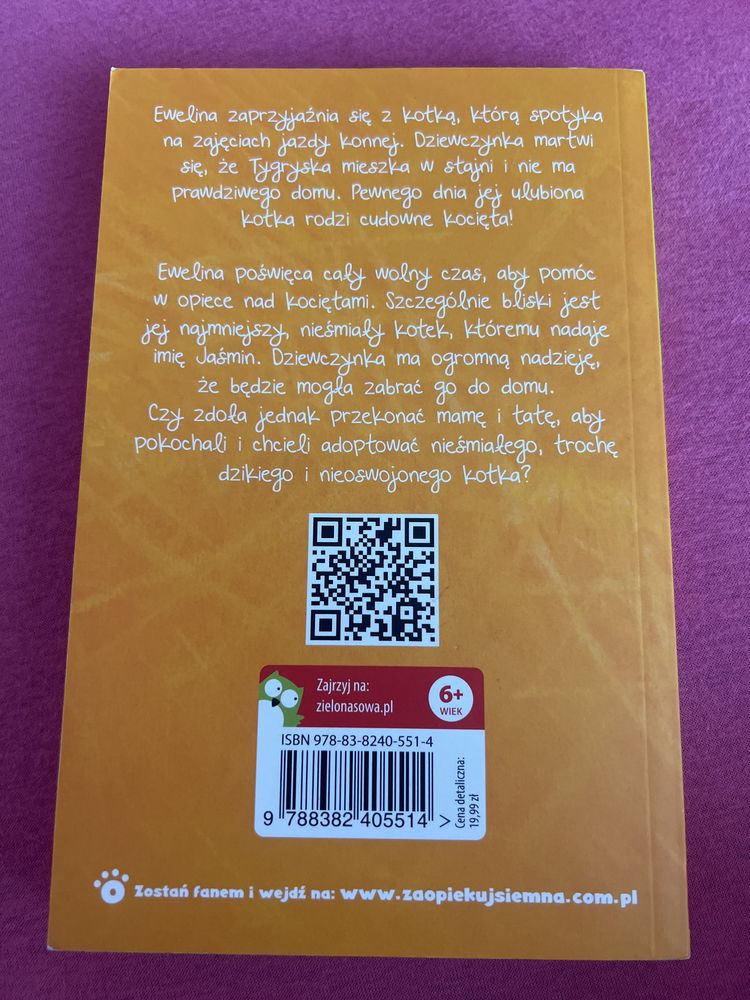 Ewelina zaprzyjaźnia się z kotką, którą spotyka
na zajęciach jazdy konnej. Dziewczynka martwi
się, że Tygryska mieszka w stajni i nie ma
prawdziwego domu. Pewnego dnia jej ulubiona
kotka rodzi cudowne kocięta!
Ewelina poświęca cały wolny czas, aby pomóc
w opiece nad kociętami. Szczególnie bliski jest
jej najmniejszy, nieśmiały kotek, któremu nadaje
imię Jaśmin. Dziewczynka ma ogromną nadzieję,
że będzie mogła zabrać go do domu.
Czy zdoła jednak przekonać mamę i tatę, aby
pokochali i chcieli adoptować nieśmiałego, trochę
dzikiego i nieoswojonego kotka?
Zajrzyj na:
zielonasowa.pl
6+
WIEK
ISBN 978-83-8240-551-4
9 788382 405514 >
Cena detaliczna:
19,99 zł
Zostań fanem i wejdź na: www.zaopiekujsiemna.com.pl